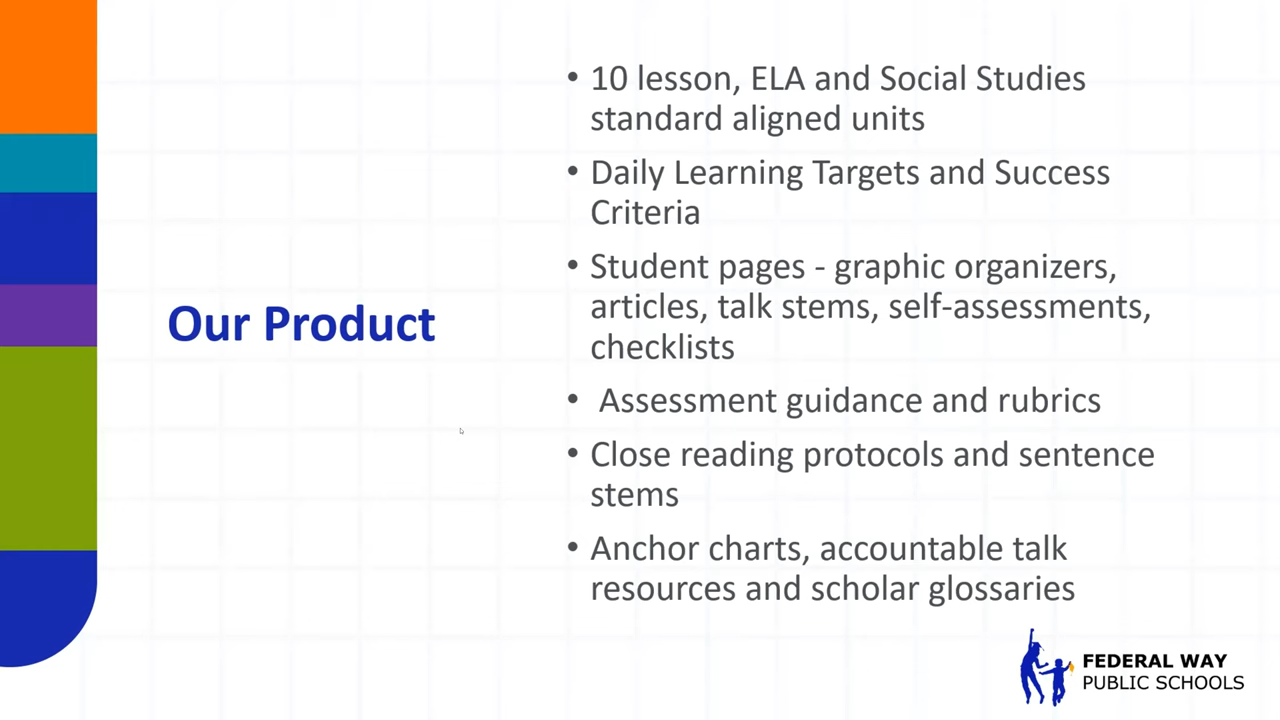 Our Product
• 10 lesson, ELA and Social Studies
standard aligned units
• Daily Learning Targets and Success
Criteria
• Student pages - graphic organizers,
articles, talk stems, self-assessments,
checklists
• Assessment guidance and rubrics
• Close reading protocols and sentence
stems
• Anchor charts, accountable talk
resources and scholar glossaries
FEDERAL WAY
PUBLIC SCHOOLS